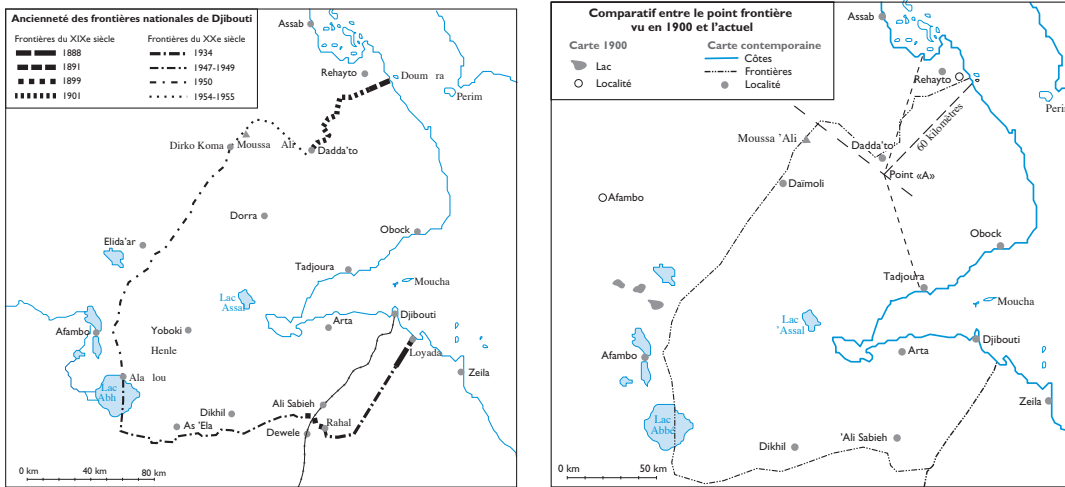 Ancienneté des frontières nationales de Djibouti
Frontières du XIXe siècle
Frontières du XXe siècle
1888
1891
1899
1901
1934
1947-1949
1950
1954-1955
Assab
Rehayto
Doum ra
Perim
Dirko Koma
Moussa Ali
Dadda'to
Dorra
Elida'ar
Obock
Tadjoura
Moucha
Lac
Assal
Djibouti
Afambo
Yoboki
Henle
Arta
Loyada
Zeila
Ala lou
Lac
Abh
Ali Sabieh
Dikhil
As 'Ela
Rahal
Dewele
0 km
40 km
80 km
Comparatif entre le point frontière
vu en 1900 et l'actuel
Carte 1900
Lac
Localité
Carte contemporaine
Côtes
Frontières
Localité
Assab
Rehayto
Perin
60 kilomètres
Moussa 'Ali
Dadda'to
Point «A»
Daïmoli
Afambo
Obock
Tadjoura
Moucha
Lac
'Assal
Djibouti
Arta
Afambo
Zeila
Lac
Abbe
Dikhil
'Ali Sabieh
0 km
50 km